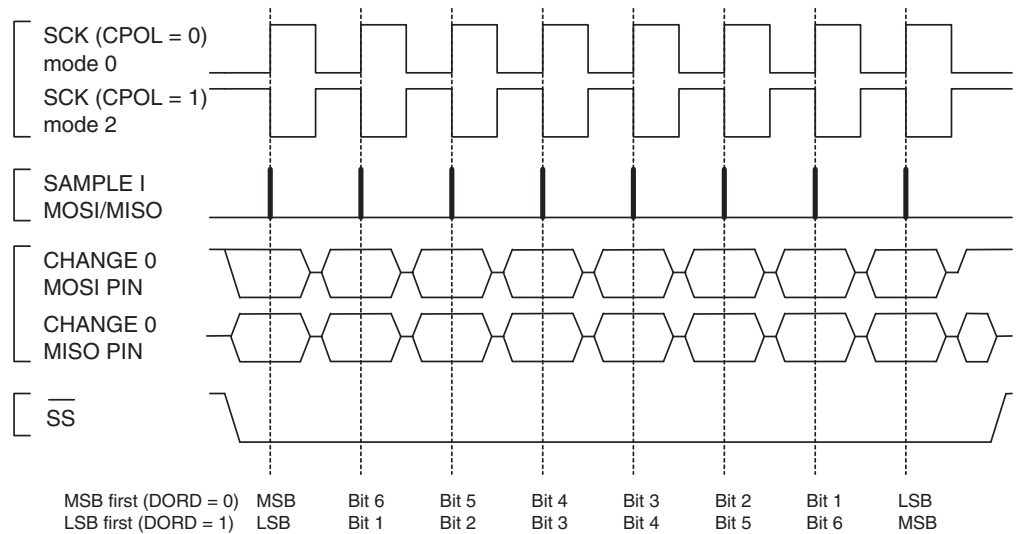 SCK (CPOL = 0)
mode 0
SCK (CPOL = 1)
mode 2
SAMPLE I
MOSI/MISO
CHANGE 0
MOSI PIN
CHANGE 0
MISO PIN
SS
MSB first (DORD = 0) MSB Bit 6 Bit 5 Bit 4 Bit 3 Bit 2 Bit 1 LSB
LSB first (DORD = 1) LSB Bit 1 Bit 2 Bit 3 Bit 4 Bit 5 Bit 6 MSB